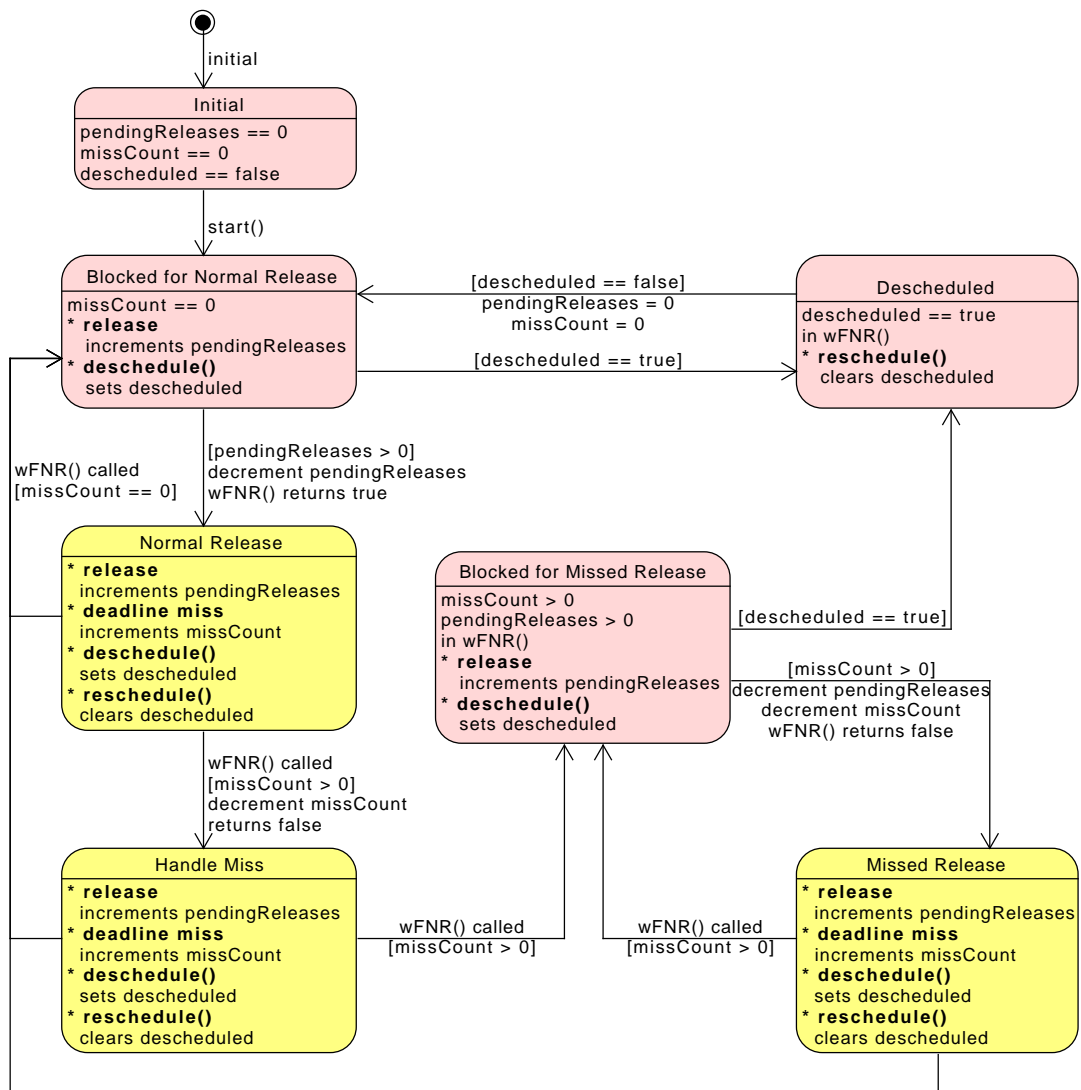 initial
Initial
pendingReleases == 0
missCount == 0
descheduled == false
start()
Blocked for Normal Release
missCount == 0
* release
increments pendingReleases
* deschedule()
sets descheduled
[descheduled == false]
pendingReleases = 0
missCount = 0
[descheduled == true]
Descheduled
descheduled == true
in wFNR()
* reschedule()
clears descheduled
wFNR() called
[missCount == 0]
[pendingReleases > 0]
decrement pendingReleases
wFNR() returns true
Normal Release
* release
increments pendingReleases
* deadline miss
increments missCount
* deschedule()
sets descheduled
* reschedule()
clears descheduled
Blocked for Missed Release
missCount > 0
pendingReleases > 0
in wFNR()
* release
increments pendingReleases
* deschedule()
sets descheduled
[descheduled == true]
[missCount > 0]
decrement pendingReleases
decrement missCount
wFNR() returns false
wFNR() called
[missCount > 0]
decrement missCount
returns false
Handle Miss
* release
increments pendingReleases
* deadline miss
increments missCount
* deschedule()
sets descheduled
* reschedule()
clears descheduled
wFNR() called
[missCount > 0]
wFNR() called
[missCount > 0]
Missed Release
* release
increments pendingReleases
* deadline miss
increments missCount
* deschedule()
sets descheduled
* reschedule()
clears descheduled